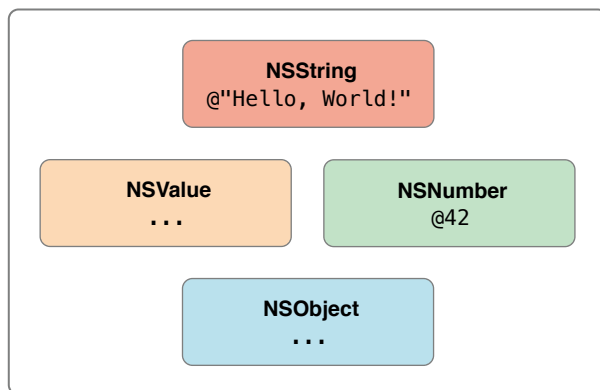 NSString
@"Hello, World!"
NSValue
...
NSNumber
@42
NSObject
...